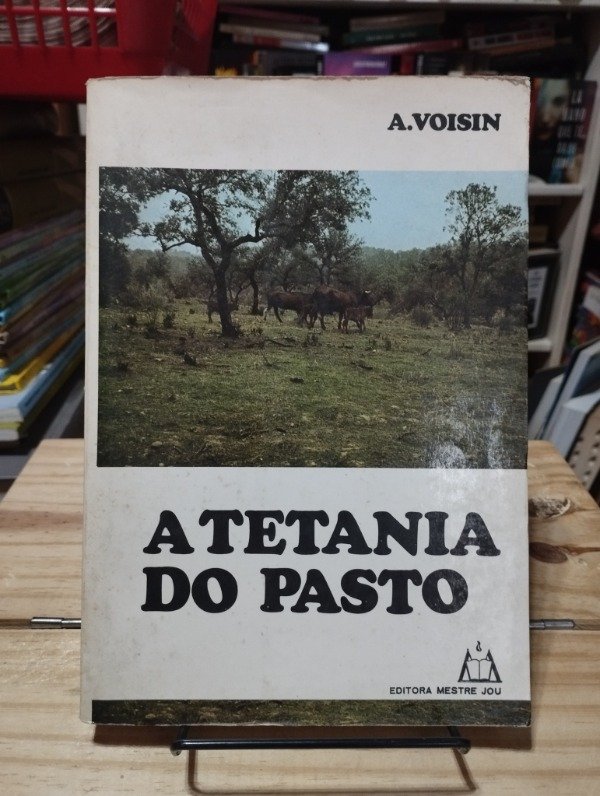 A.VOISIN
A TETANIA
DO PASTO
EDITORA MESTRE JOU